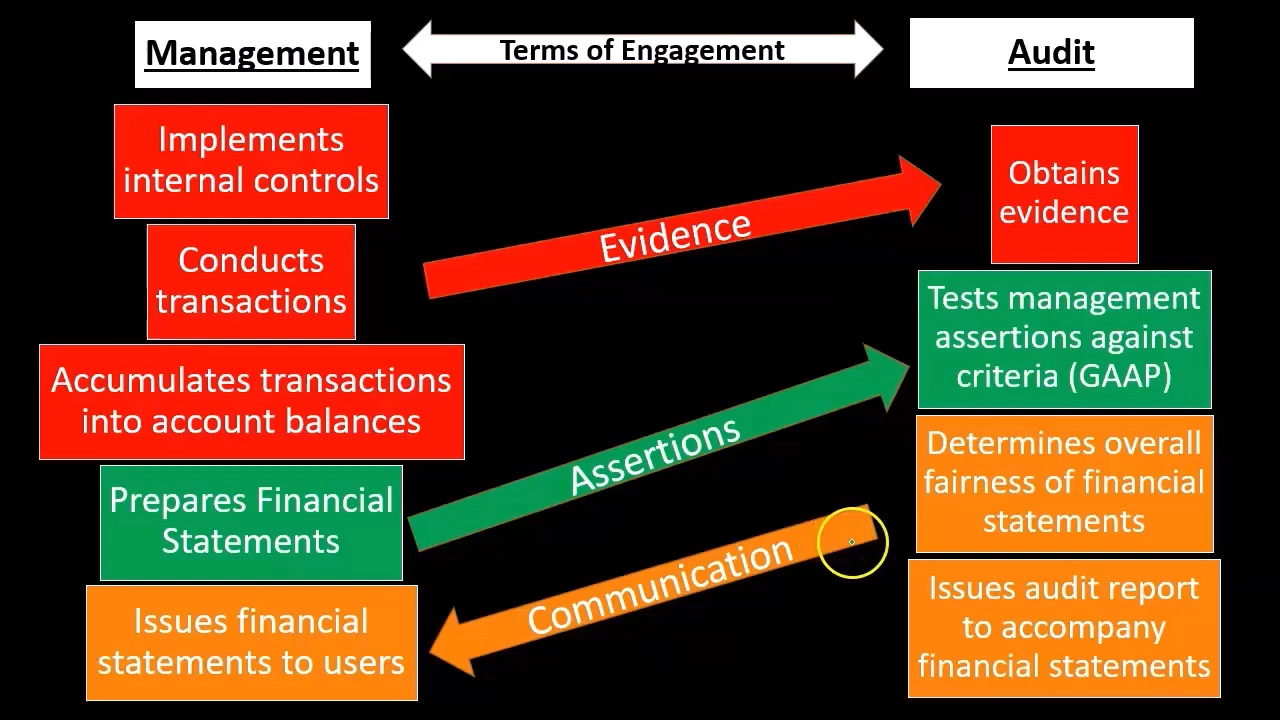 Management
Terms of Engagement
Audit
Implements
internal controls
Conducts
transactions
Accumulates transactions
into account balances
Prepares Financial
Statements
Issues financial
statements to users
Evidence
Assertions
Communication
Obtains
evidence
Tests management
assertions against
criteria (GAAP)
Determines overall
fairness of financial
statements
Issues audit report
to accompany
financial statements